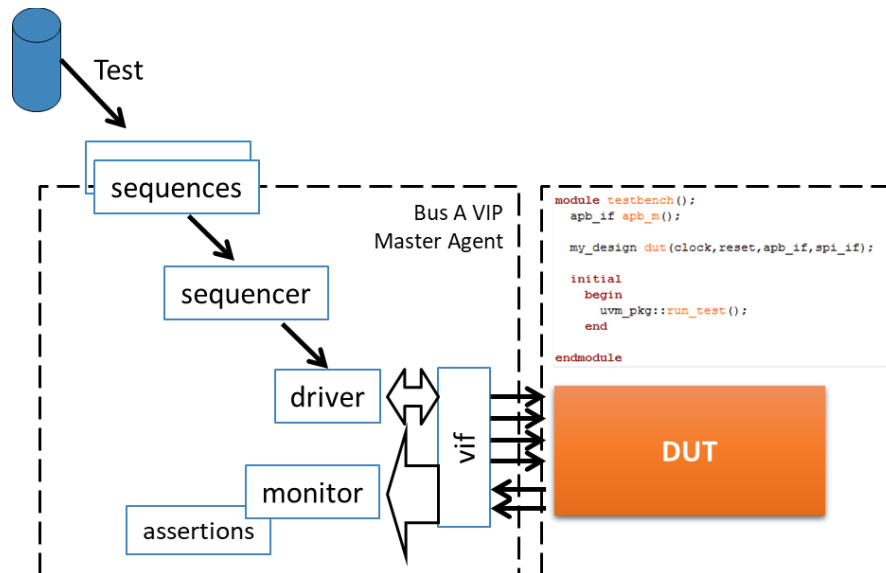 Test
sequences
Bus A VIP
Master Agent
sequencer
driver
vif
monitor
assertions
module testbench();
apb_if apb_m();
my_design dut(clock,reset,apb_if,spi_if);
initial
begin
uvm_pkg::run_test();
end
endmodule
DUT